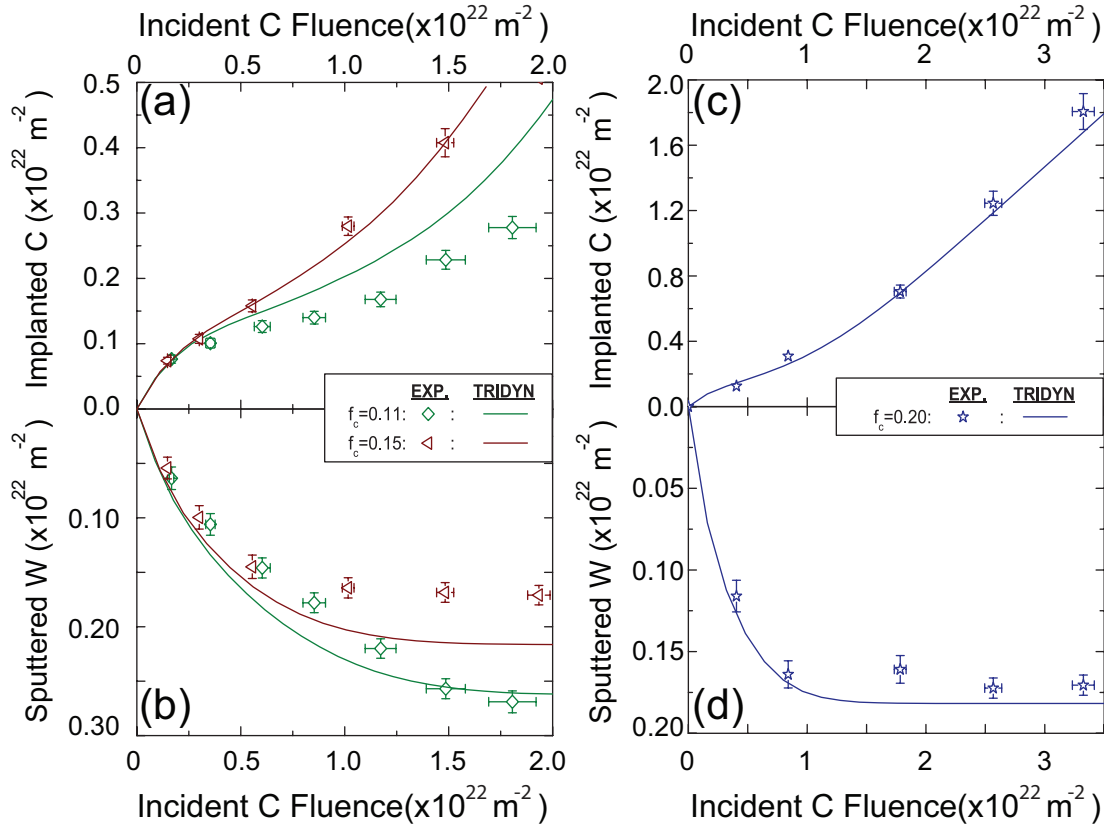 Incident C Fluence(x10²² m⁻²)
0.0 0.5 1.0 1.5 2.0
Implanted C (x10²² m⁻²)
0.5
0.4
0.3
0.2
0.1
0.0
(a)
EXP. TRIDYN
f_c=0.11: :
f_c=0.15: :
Sputtered W (x10²² m⁻²)
0.10
0.20
0.30
(b)
0.0 0.5 1.0 1.5 2.0
Incident C Fluence(x10²² m⁻²)
Incident C Fluence(x10²² m⁻²)
0 1 2 3
Implanted C (x10²² m⁻²)
2.0
1.6
1.2
0.8
0.4
0.0
(c)
EXP. TRIDYN
f_c=0.20: :
Sputtered W (x10²² m⁻²)
0.05
0.10
0.15
0.20
(d)
0 1 2 3
Incident C Fluence(x10²² m⁻²)